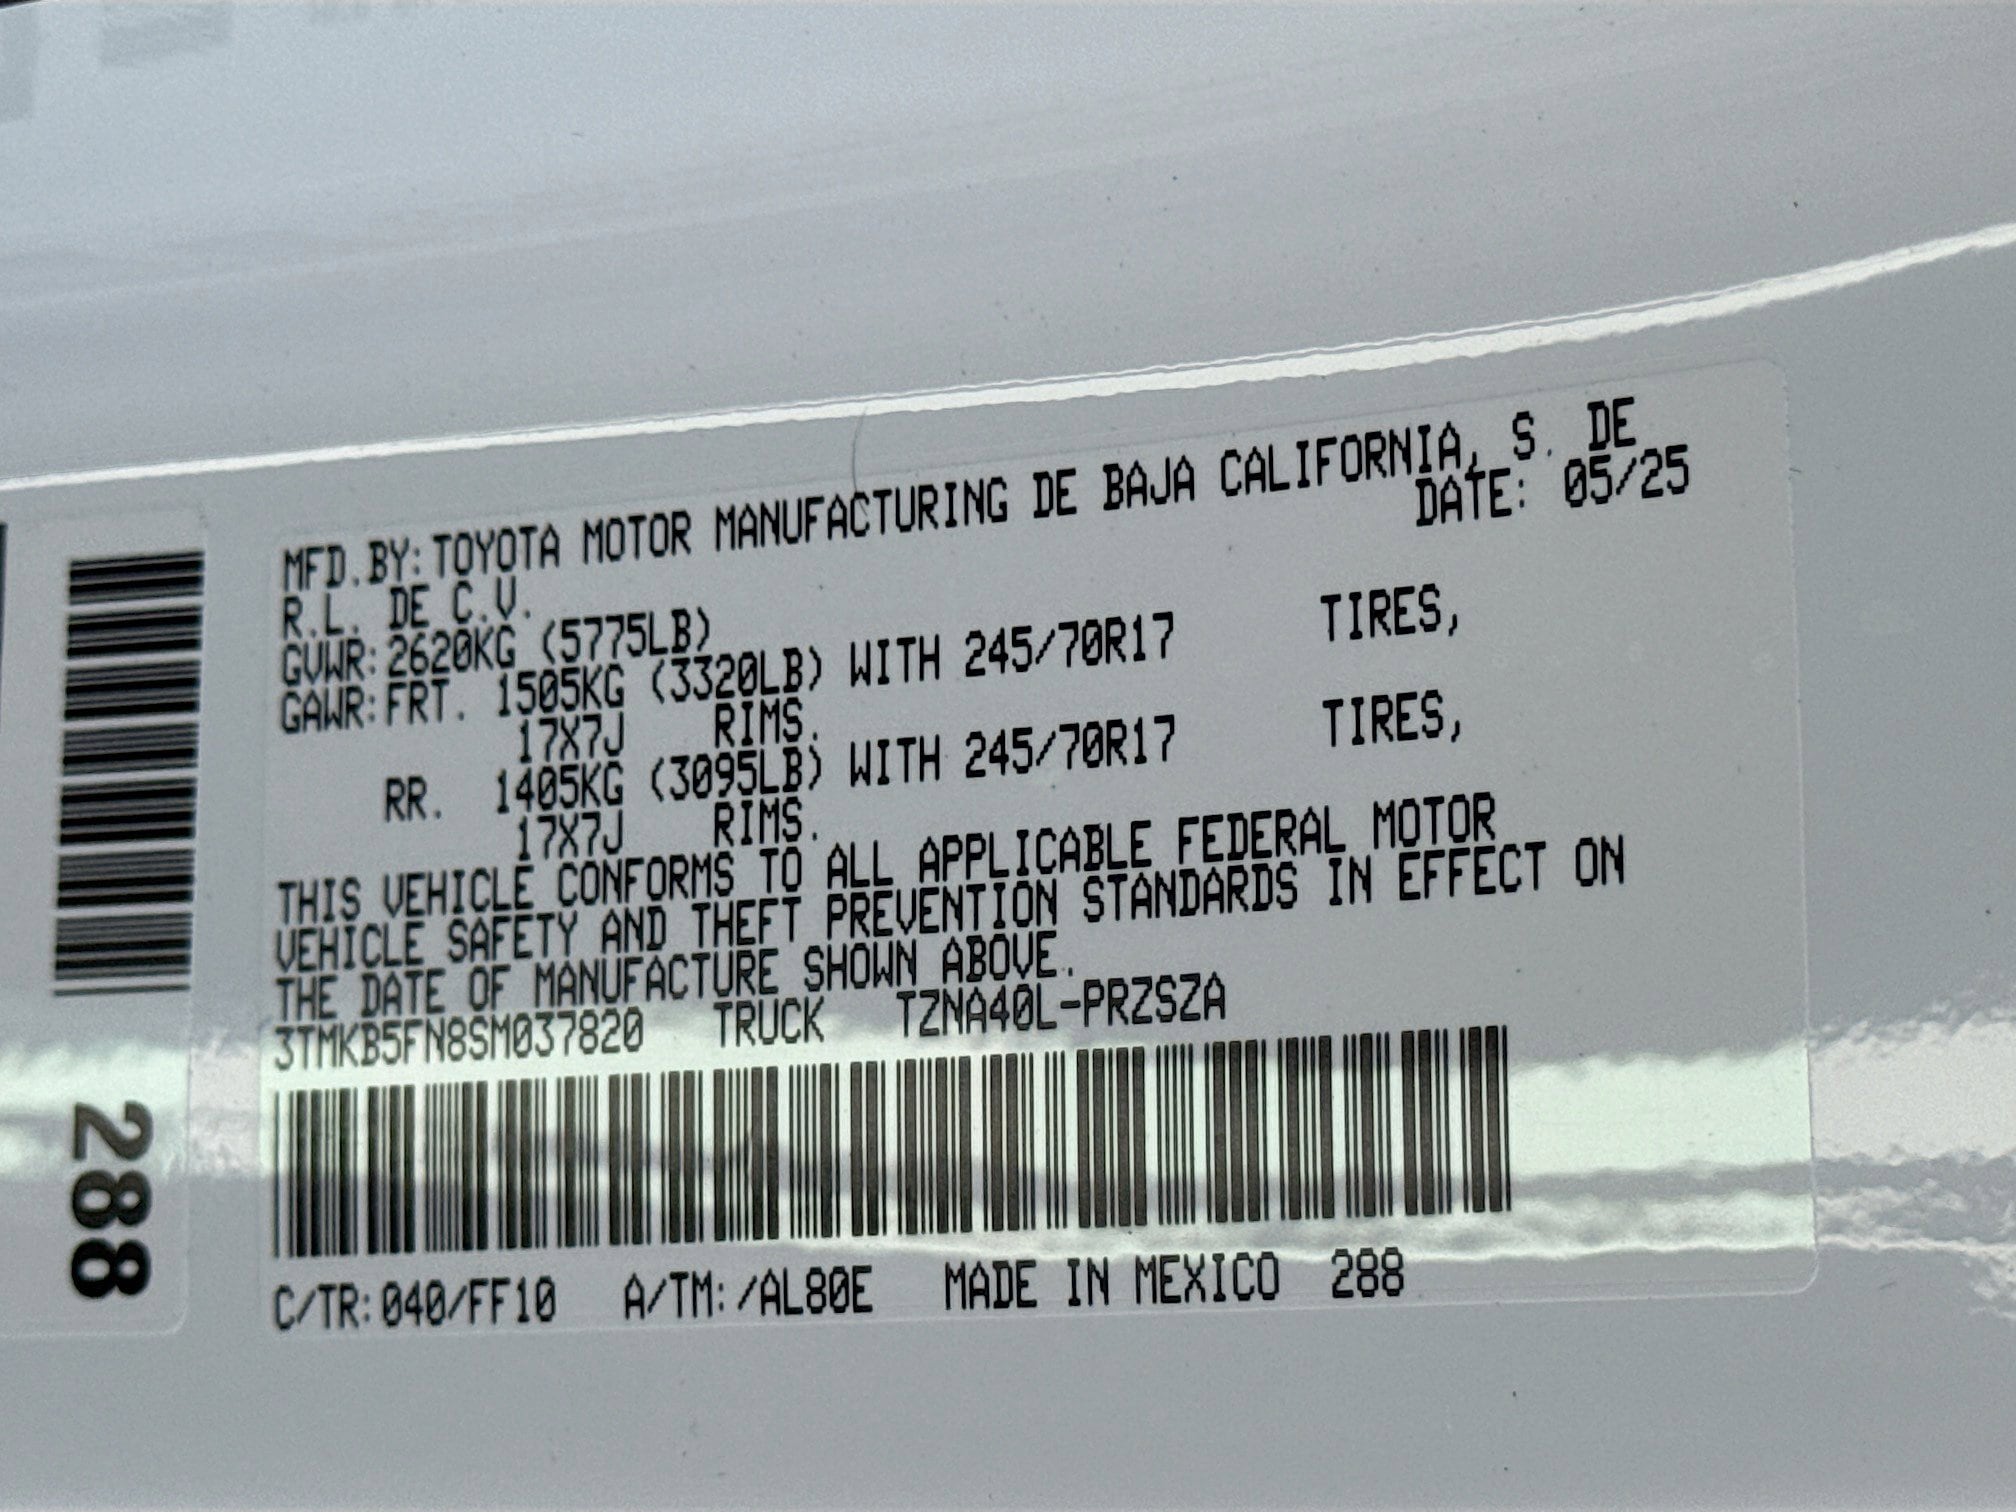 MFD.BY:TOYOTA MOTOR MANUFACTURING DE BAJA CALIFORNIA, S. DE
R.L. DE C.V. DATE: 05/25
GVWR:2620KG (5775LB)
GAWR:FRT. 1505KG (3320LB) WITH 245/70R17 TIRES,
17X7J RIMS.
RR. 1405KG (3095LB) WITH 245/70R17 TIRES,
17X7J RIMS.
THIS VEHICLE CONFORMS TO ALL APPLICABLE FEDERAL MOTOR
VEHICLE SAFETY AND THEFT PREVENTION STANDARDS IN EFFECT ON
THE DATE OF MANUFACTURE SHOWN ABOVE.
3TMKB5FN8SM037820 TRUCK TZNA40L-PRZSZA
C/TR:040/FF10 A/TM:/AL80E MADE IN MEXICO 288
288